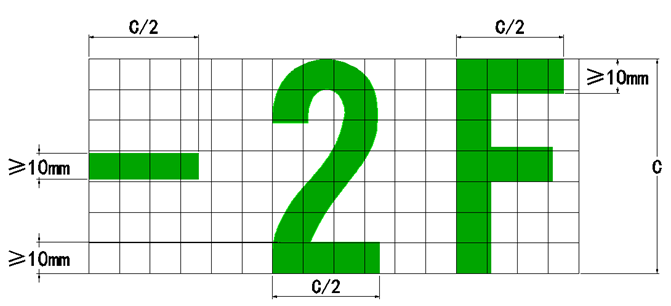 C/2 C/2
≥10mm
-2F
≥10mm
C
≥10mm
C/2